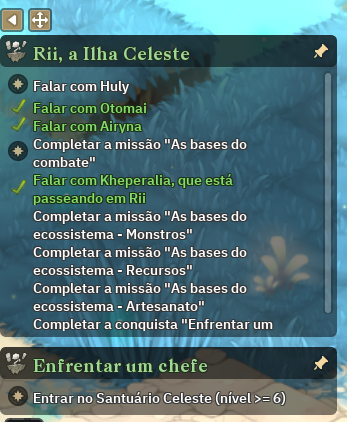 Rii, a Ilha Celeste
Falar com Huly
Falar com Otomai
Falar com Airyna
Completar a missão "As bases do
combate"
Falar com Kheperalia, que está
passeando em Rii
Completar a missão "As bases do
ecossistema - Monstros"
Completar a missão "As bases do
ecossistema - Recursos"
Completar a missão "As bases do
ecossistema - Artesanato"
Completar a conquista "Enfrentar um
Enfrentar um chefe
Entrar no Santuário Celeste (nível >= 6)